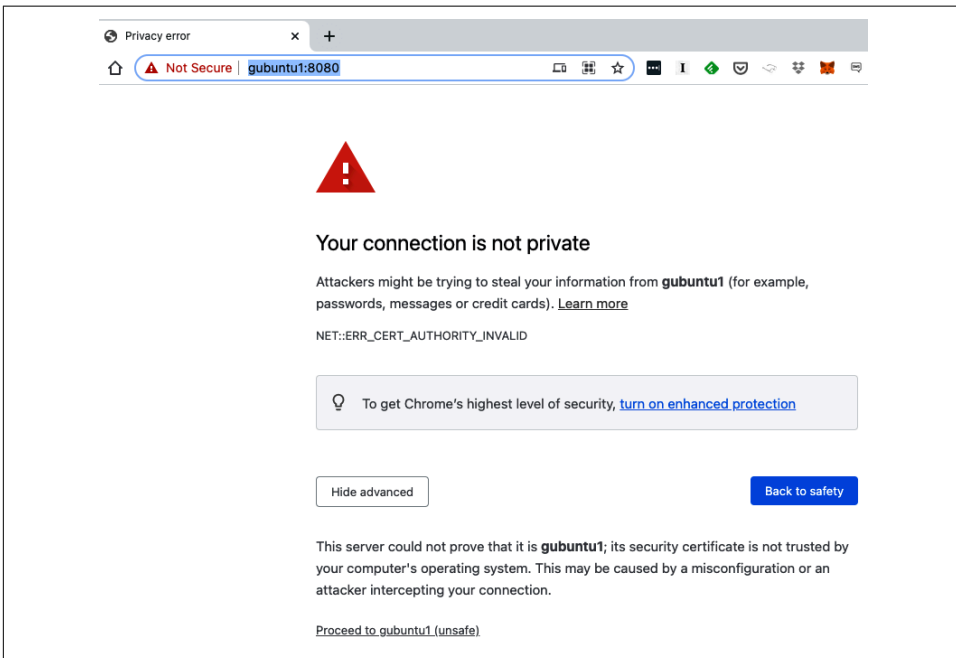 Privacy error
Not Secure gubuntu1:8080
Your connection is not private
Attackers might be trying to steal your information from gubuntu1 (for example,
passwords, messages or credit cards). Learn more
NET::ERR_CERT_AUTHORITY_INVALID
To get Chrome's highest level of security, turn on enhanced protection
Hide advanced
Back to safety
This server could not prove that it is gubuntu1; its security certificate is not trusted by
your computer's operating system. This may be caused by a misconfiguration or an
attacker intercepting your connection.
Proceed to gubuntu1 (unsafe)